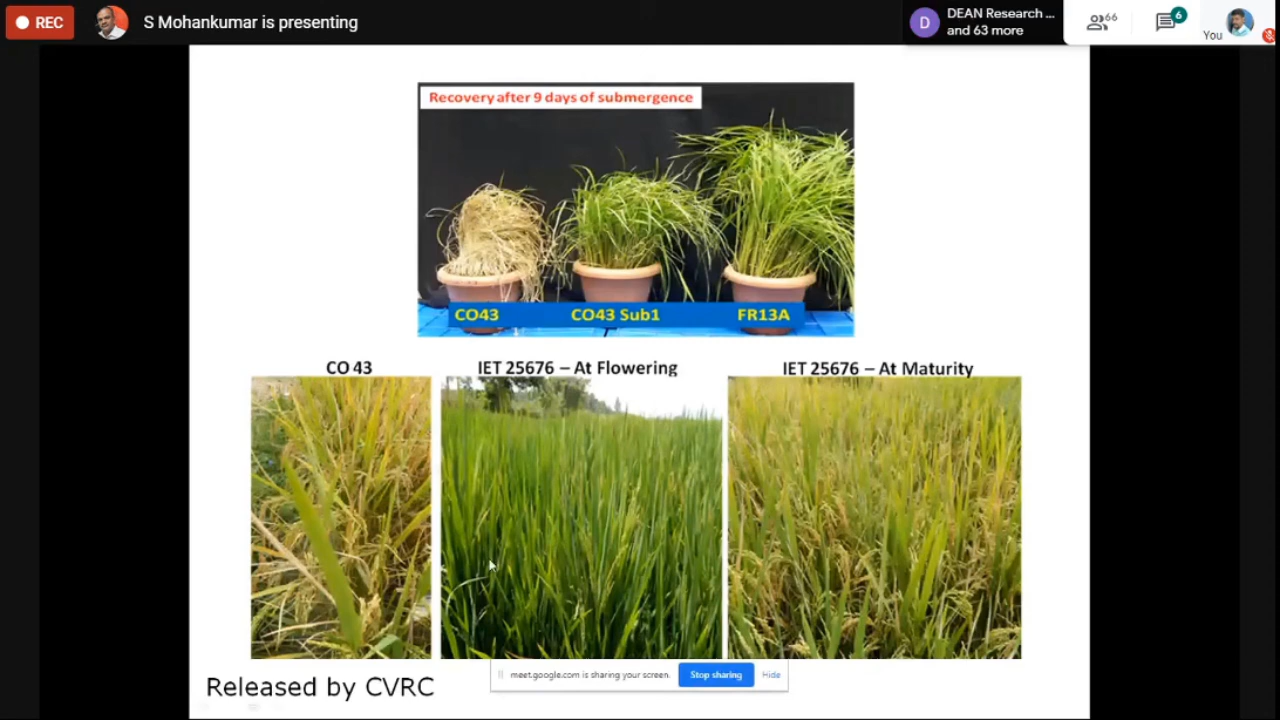 REC
S Mohankumar is presenting
D
DEAN Research ...
and 63 more
66
6
You
Recovery after 9 days of submergence
CO43
CO43 Sub1
FR13A
CO 43
IET 25676 – At Flowering
IET 25676 – At Maturity
meet.google.com is sharing your screen.
Stop sharing
Hide
Released by CVRC